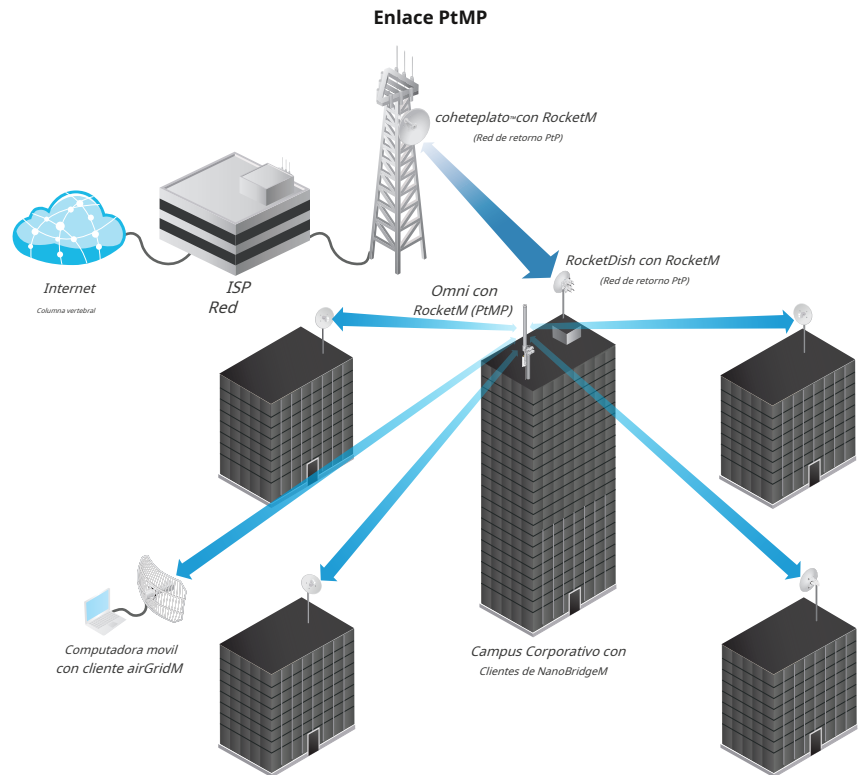 Enlace PtMP
coheteplato™con RocketM
(Red de retorno PtP)
RocketDish con RocketM
(Red de retorno PtP)
Internet
Columna vertebral
ISP
Red
Omni con
RocketM (PtMP)
Computadora movil
con cliente airGridM
Campus Corporativo con
Clientes de NanoBridgeM